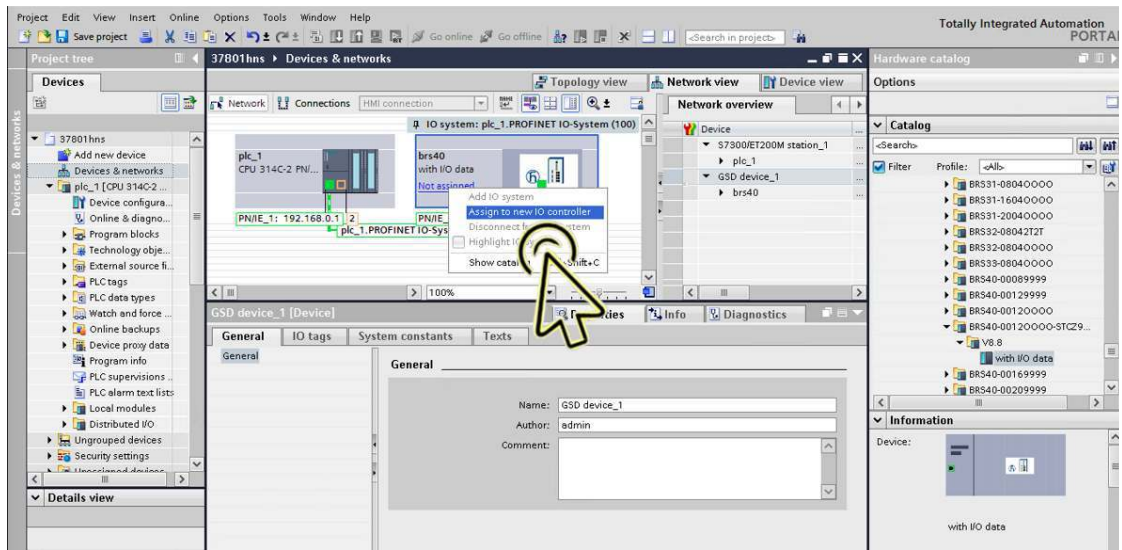 Project Edit View Insert Online Options Tools Window Help
Totally Integrated Automation
PORTAL
Save project
Go online
Go offline
<Search in project>
Project tree
37801hns ▸ Devices & networks
Hardware catalog
Devices
Topology view
Network view
Device view
Options
Network
Connections
HMI connection
Network overview
IO system: plc_1.PROFINET IO-System (100)
Device
S7300/ET200M station_1
plc_1
GSD device_1
brs40
plc_1
CPU 314C-2 PN/...
brs40
with I/O data
Not assigned
Add IO system
Assign to new IO controller
Disconnect
Highlight
Show
Shift+C
PN/IE_1: 192.168.0.1
2
PN/IE_
plc_1.PROFINET IO-Sys
100%
Devices & networks
37801hns
Add new device
Devices & networks
plc_1 [CPU 314C-2 ...
Device configura...
Online & diagno...
Program blocks
Technology obje...
External source fi...
PLC tags
PLC data types
Watch and force ...
Online backups
Device proxy data
Program info
PLC supervisions ...
PLC alarm text lists
Local modules
Distributed I/O
Ungrouped devices
Security settings
Details view
GSD device_1 [Device]
Info
Diagnostics
General
IO tags
System constants
Texts
General
General
Name: GSD device_1
Author: admin
Comment:
Catalog
<Search>
Filter
Profile: <All>
BRS31-08040000
BRS31-16040000
BRS31-20040000
BRS32-08042T2T
BRS32-08040000
BRS33-08040000
BRS40-00089999
BRS40-00129999
BRS40-00120000
BRS40-00120000-STCZ9...
V8.8
with I/O data
BRS40-00169999
BRS40-00209999
Information
Device:
with I/O data